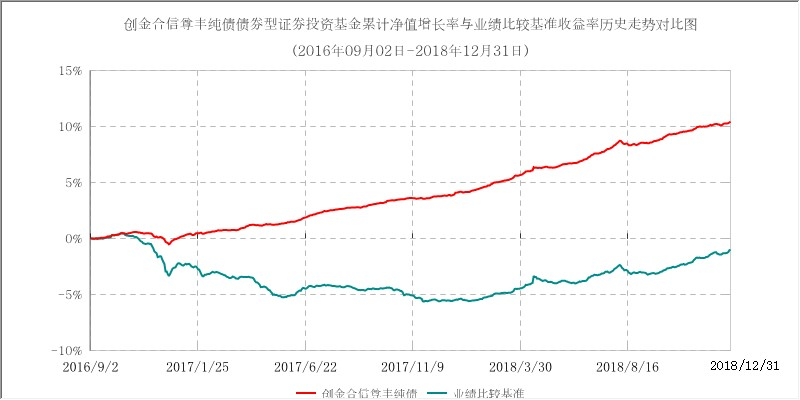 创金合信尊丰纯债债券型证券投资基金累计净值增长率与业绩比较基准收益率历史走势对比图
(2016年09月02日-2018年12月31日)
15%
10%
5%
0%
-5%
-10%
2016/9/2 2017/1/25 2017/6/22 2017/11/9 2018/3/30 2018/8/16 2018/12/31
创金合信尊丰纯债 业绩比较基准